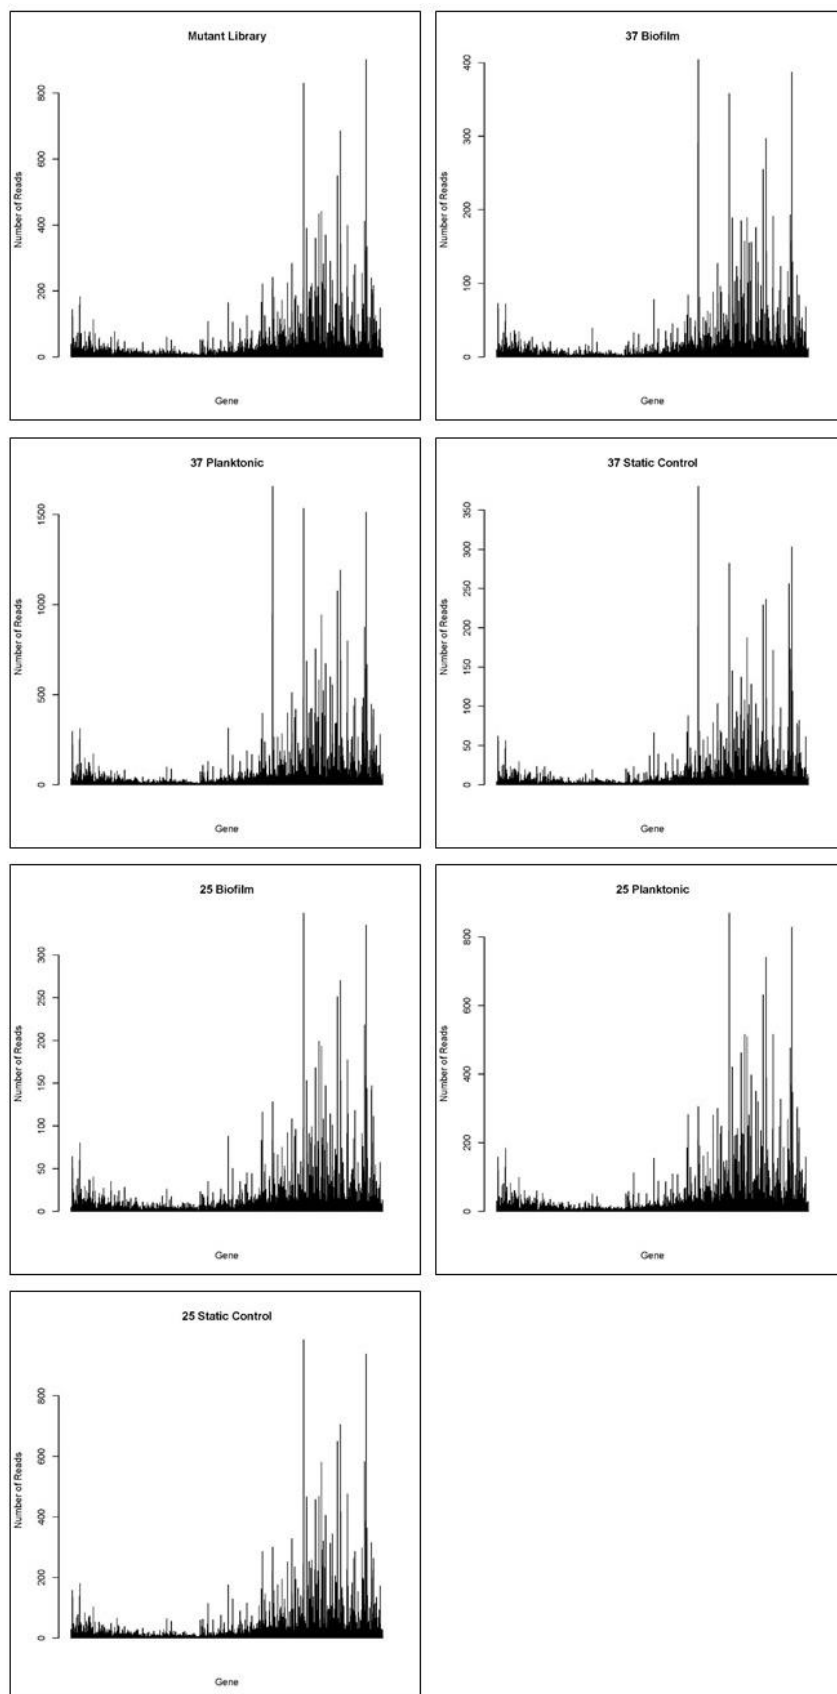 Mutant Library
Number of Reads
800
600
400
200
0
Gene
37 Biofilm
Number of Reads
400
300
200
100
0
Gene
37 Planktonic
Number of Reads
1500
1000
500
0
Gene
37 Static Control
Number of Reads
350
300
250
200
150
100
50
0
Gene
25 Biofilm
Number of Reads
300
250
200
150
100
50
0
Gene
25 Planktonic
Number of Reads
800
600
400
200
0
Gene
25 Static Control
Number of Reads
800
600
400
200
0
Gene